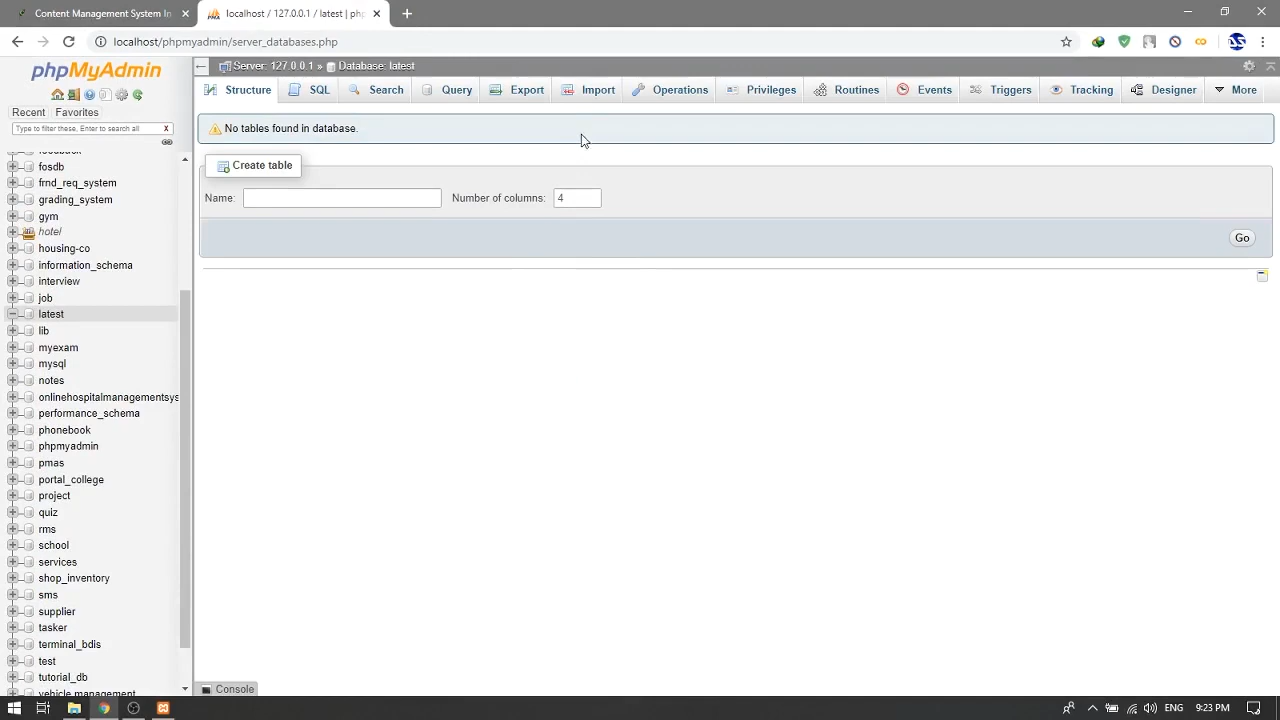 Content Management System In
localhost / 127.0.0.1 / latest | php
localhost/phpmyadmin/server_databases.php
phpMyAdmin
Recent Favorites
Type to filter these, Enter to search all X
feedback
fosdb
frnd_req_system
grading_system
gym
hotel
housing-co
information_schema
interview
job
latest
lib
myexam
mysql
notes
onlinehospitalmanagementsys
performance_schema
phonebook
phpmyadmin
pmas
portal_college
project
quiz
rms
school
services
shop_inventory
sms
supplier
tasker
terminal_bdis
test
tutorial_db
vehicle management
Server: 127.0.0.1 » Database: latest
Structure SQL Search Query Export Import Operations Privileges Routines Events Triggers Tracking Designer More
No tables found in database.
Create table
Name: Number of columns: 4
Go
Console
ENG 9:23 PM